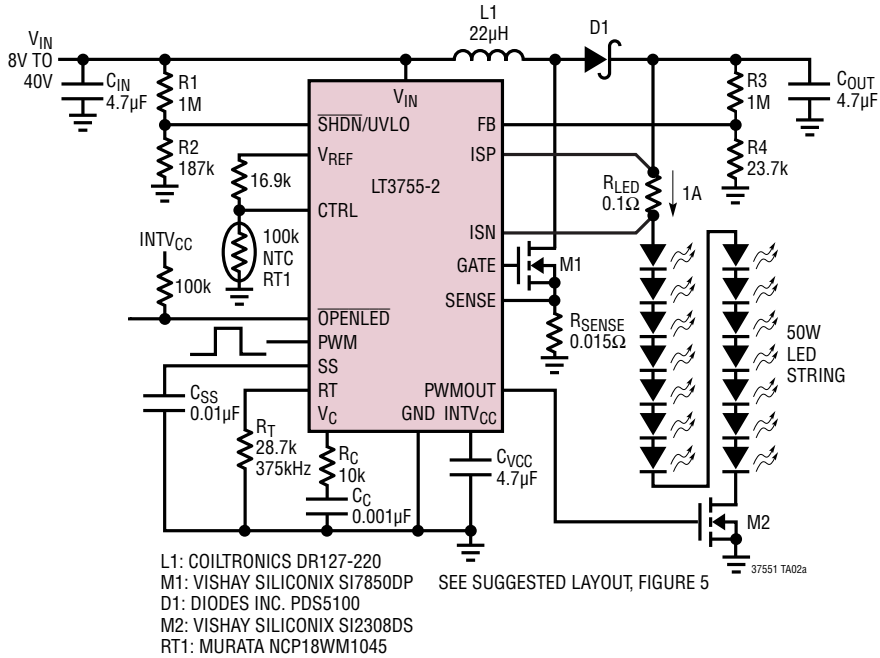 VIN
8V TO
40V
CIN
4.7µF
R1
1M
R2
187k
L1
22µH
D1
R3
1M
COUT
4.7µF
R4
23.7k
VIN
SHDN/UVLO
VREF
LT3755-2
CTRL
OPENLED
PWM
SS
RT
VC
GND
INTVCC
FB
ISP
ISN
GATE
SENSE
PWMOUT
16.9k
100k
NTC
RT1
INTVCC
100k
RLED
0.1Ω
1A
M1
RSENSE
0.015Ω
50W
LED
STRING
CSS
0.01µF
RT
28.7k
375kHz
RC
10k
CC
0.001µF
CVCC
4.7µF
M2
37551 TA02a
L1: COILTRONICS DR127-220
M1: VISHAY SILICONIX SI7850DP
D1: DIODES INC. PDS5100
M2: VISHAY SILICONIX SI2308DS
RT1: MURATA NCP18WM1045
SEE SUGGESTED LAYOUT, FIGURE 5